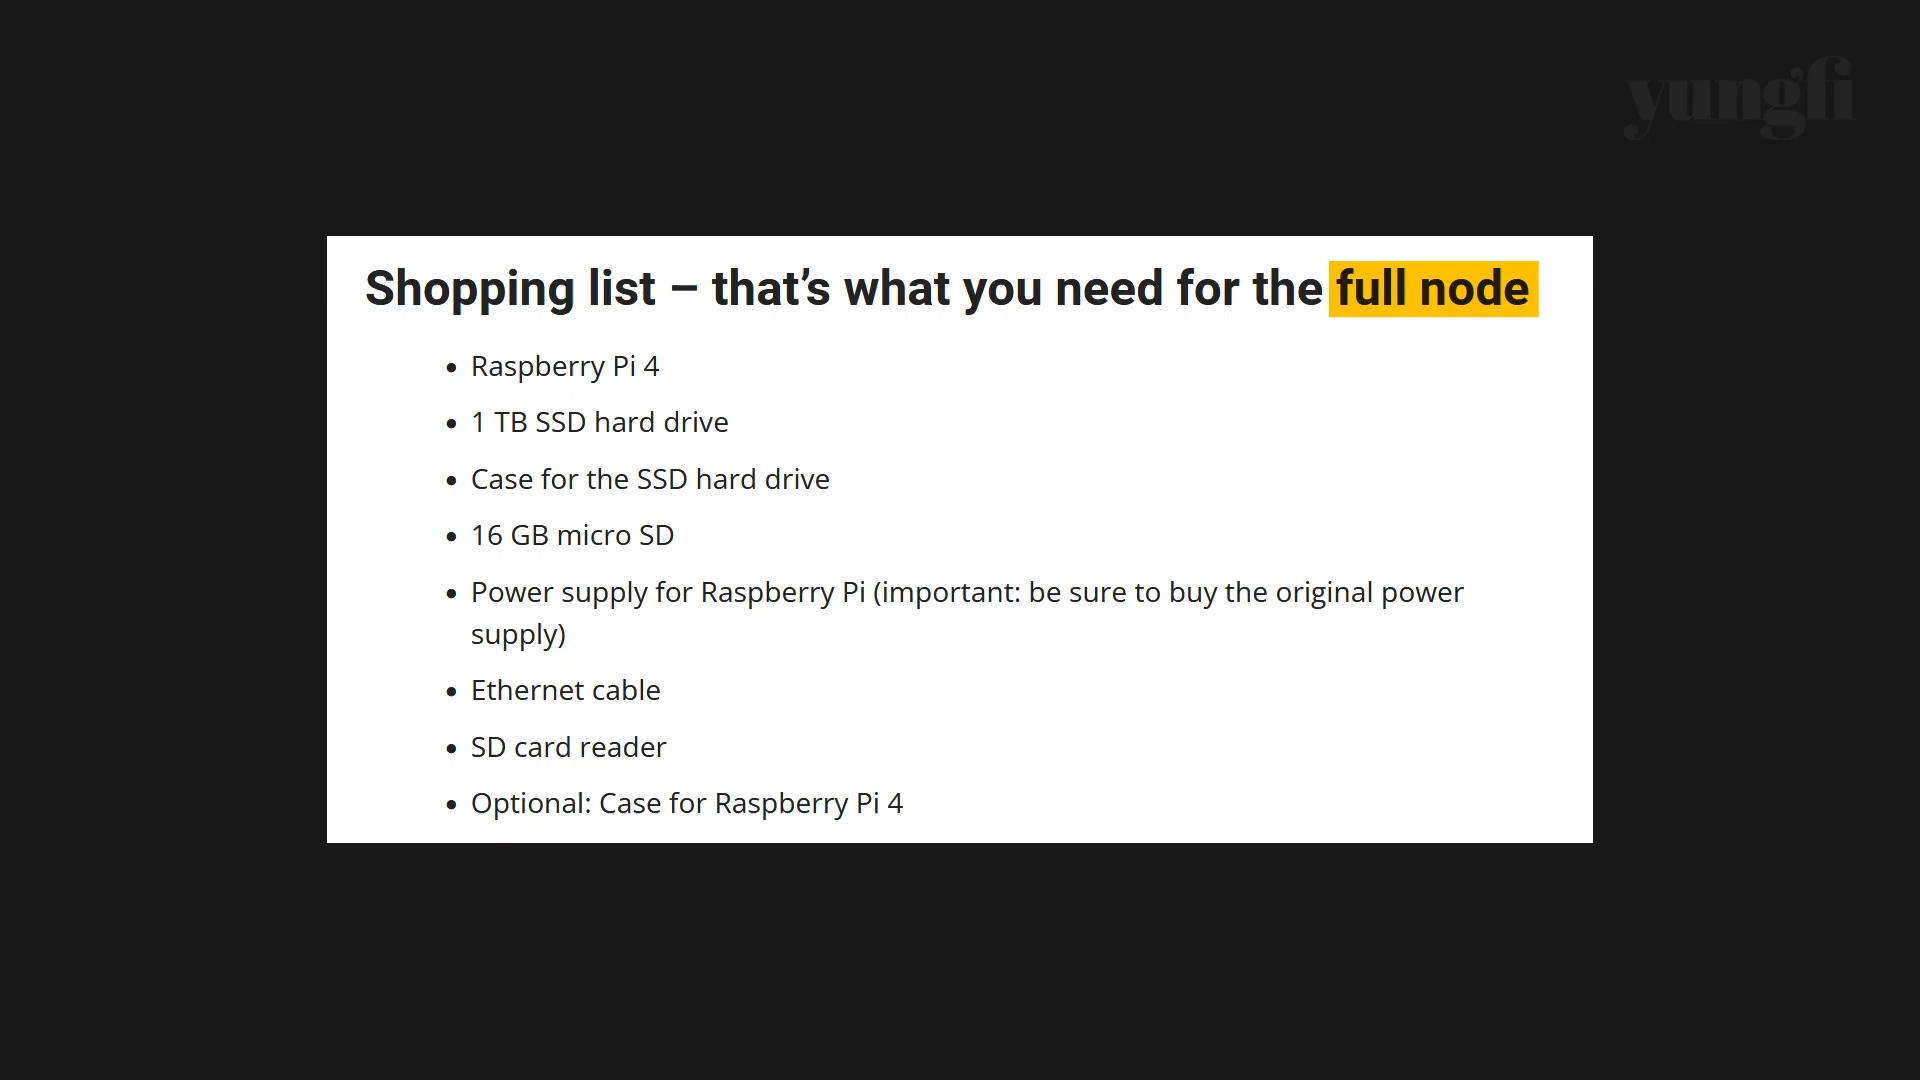 yungfi
Shopping list – that’s what you need for the full node
• Raspberry Pi 4
• 1 TB SSD hard drive
• Case for the SSD hard drive
• 16 GB micro SD
• Power supply for Raspberry Pi (important: be sure to buy the original power
supply)
• Ethernet cable
• SD card reader
• Optional: Case for Raspberry Pi 4